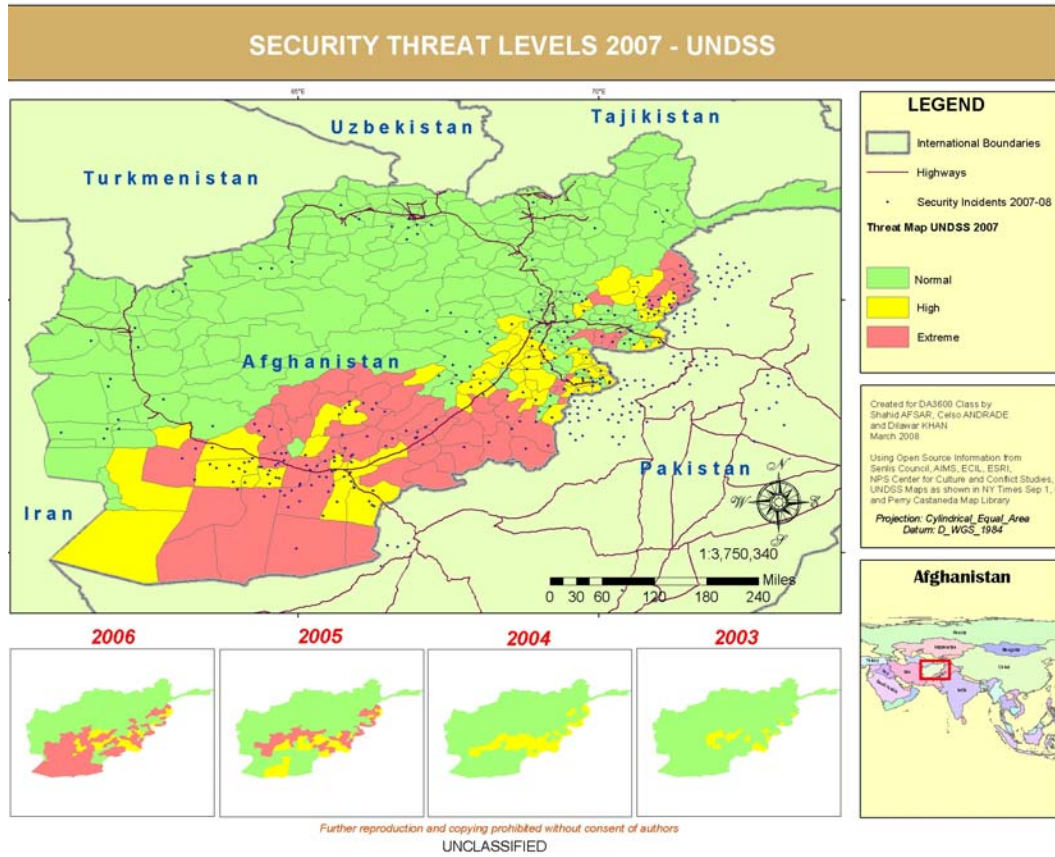 SECURITY THREAT LEVELS 2007 - UNDSS
65°E
70°E
Uzbekistan
Tajikistan
Turkmenistan
Afghanistan
Pakistan
Iran
N
W
E
S
1:3,750,340
Miles
0 30 60 120 180 240
LEGEND
International Boundaries
Highways
Security Incidents 2007-08
Threat Map UNDSS 2007
Normal
High
Extreme
Created for DA3600 Class by
Shahid AFSAR, Celso ANDRADE
and Dilawar KHAN
March 2008
Using Open Source Information from
Senlis Council, AIMS, ECIL, ESRI,
NPS Center for Culture and Conflict Studies,
UNDSS Maps as shown in NY Times Sep 1,
and Perry Castaneda Map Library
Projection: Cylindrical_Equal_Area
Datum: D_WGS_1984
Afghanistan
2006
2005
2004
2003
Further reproduction and copying prohibited without consent of authors
UNCLASSIFIED